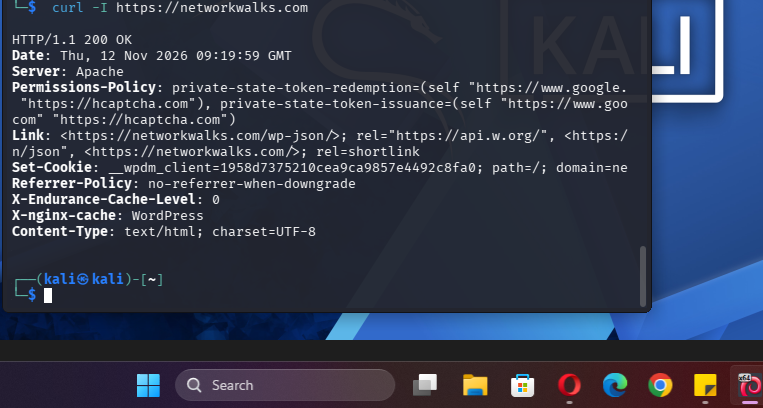 └─$ curl -I https://networkwalks.com
HTTP/1.1 200 OK
Date: Thu, 12 Nov 2026 09:19:59 GMT
Server: Apache
Permissions-Policy: private-state-token-redemption=(self "https://www.google.
"https://hcaptcha.com"), private-state-token-issuance=(self "https://www.goo
com" "https://hcaptcha.com")
Link: <https://networkwalks.com/wp-json/>; rel="https://api.w.org/", <https:/
n/json", <https://networkwalks.com/>; rel=shortlink
Set-Cookie: __wpdm_client=1958d7375210cea9ca9857e4492c8fa0; path=/; domain=ne
Referrer-Policy: no-referrer-when-downgrade
X-Endurance-Cache-Level: 0
X-nginx-cache: WordPress
Content-Type: text/html; charset=UTF-8
┌──(kali㉿kali)-[~]
└─$
KALI
Search
x64